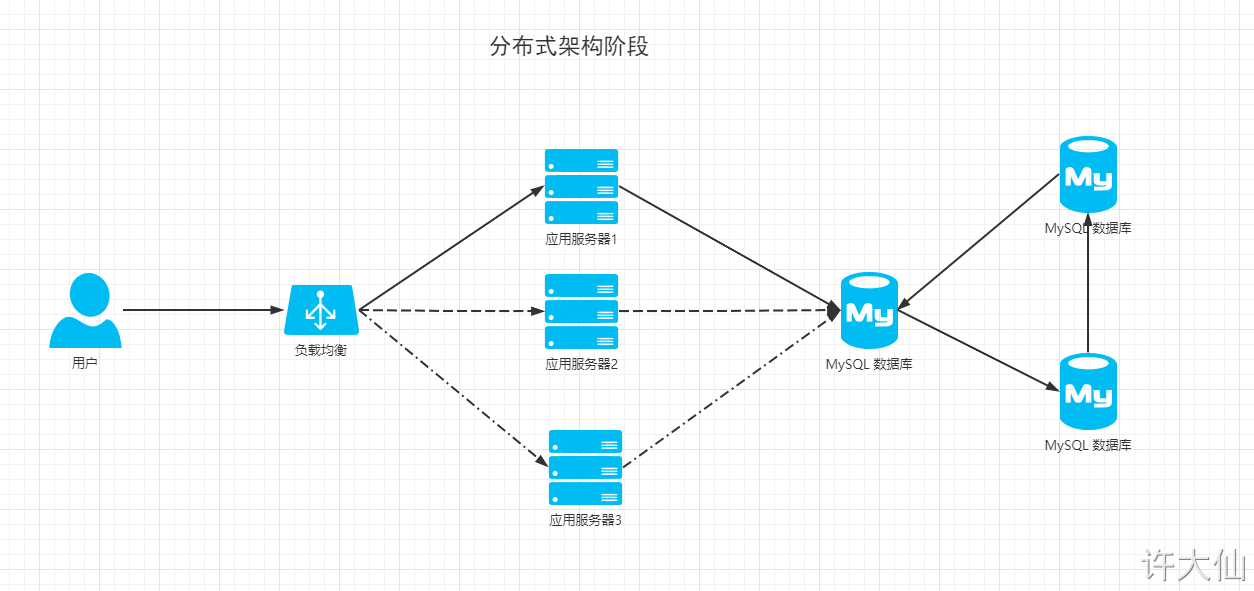 分布式架构阶段
My
MySQL 数据库
应用服务器1
用户
负载均衡
应用服务器2
My
MySQL 数据库
My
MySQL 数据库
应用服务器3
许大仙